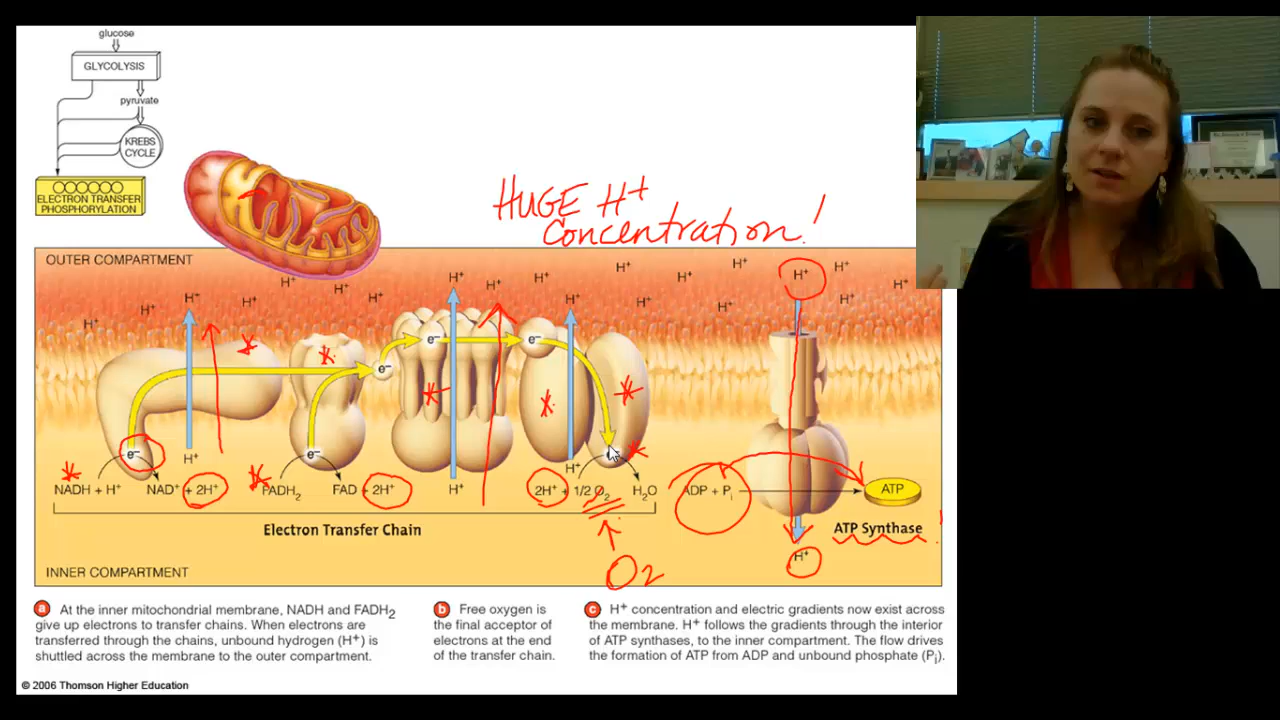 glucose
GLYCOLYSIS
pyruvate
KREBS
CYCLE
ELECTRON TRANSFER
PHOSPHORYLATION
HUGE H+
Concentration!
OUTER COMPARTMENT
H+ H+ H+ H+ H+ H+
H+ H+ H+ H+ H+ H+ H+
H+ H+ H+ H+ H+ H+
H+
e– e–
e–
e– e– e–
H+ H+
NADH + H+ NAD+ + 2H+ FADH2 FAD + 2H+ H+ 2H+ + 1/2 O2 H2O ADP + Pi ATP
Electron Transfer Chain
ATP Synthase
!
H+
O2
INNER COMPARTMENT
a At the inner mitochondrial membrane, NADH and FADH2
give up electrons to transfer chains. When electrons are
transferred through the chains, unbound hydrogen (H+) is
shuttled across the membrane to the outer compartment.
b Free oxygen is
the final acceptor of
electrons at the end
of the transfer chain.
c H+ concentration and electric gradients now exist across
the membrane. H+ follows the gradients through the interior
of ATP synthases, to the inner compartment. The flow drives
the formation of ATP from ADP and unbound phosphate (Pi).
© 2006 Thomson Higher Education